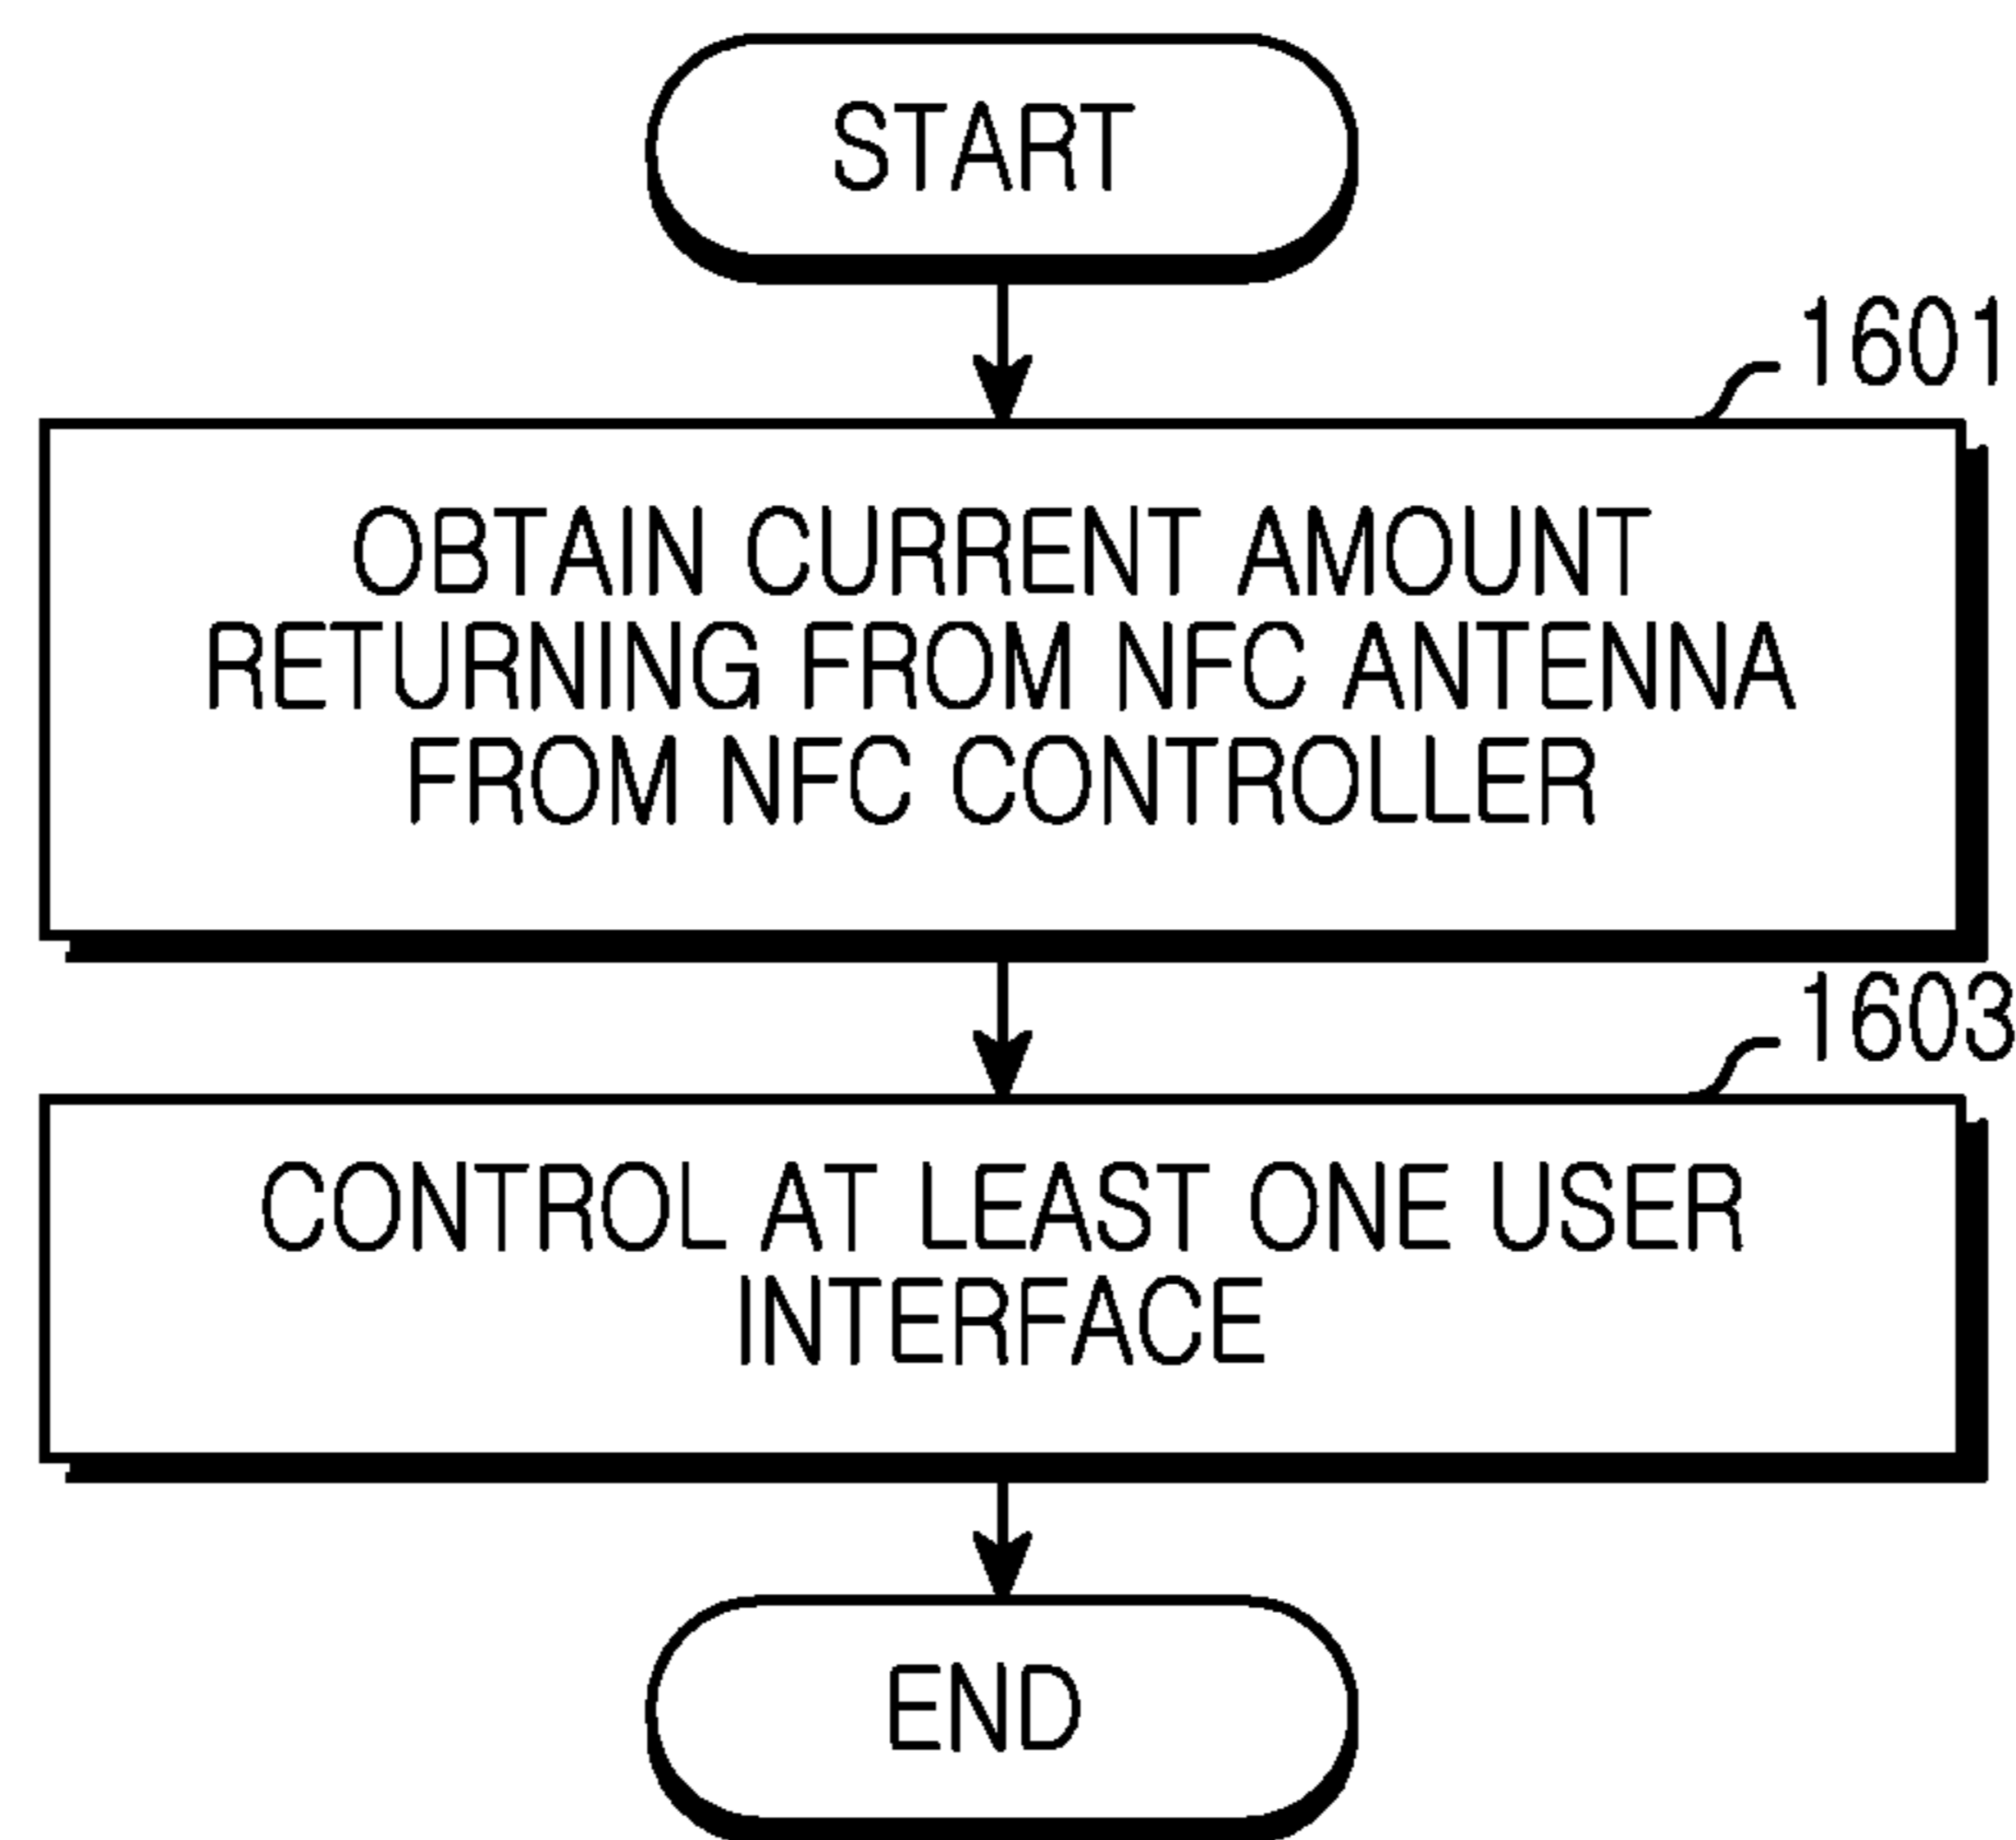 START
1601
OBTAIN CURRENT AMOUNT
RETURNING FROM NFC ANTENNA
FROM NFC CONTROLLER
1603
CONTROL AT LEAST ONE USER
INTERFACE
END